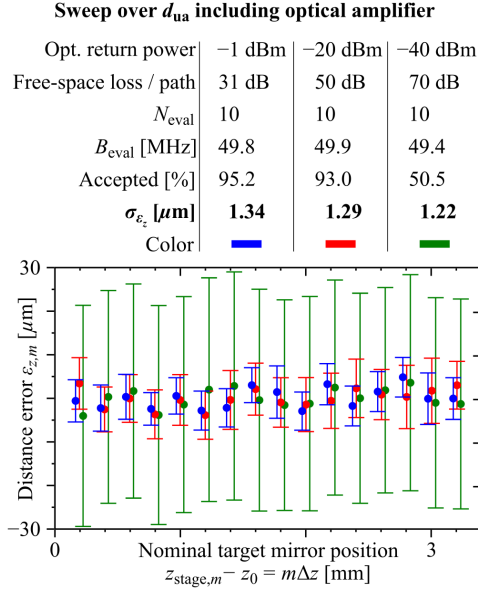 Sweep over dua including optical amplifier
Opt. return power −1 dBm −20 dBm −40 dBm
Free-space loss / path 31 dB 50 dB 70 dB
Neval 10 10 10
Beval [MHz] 49.8 49.9 49.4
Accepted [%] 95.2 93.0 50.5
σεz [μm] 1.34 1.29 1.22
Color
30
Distance error εz,m [μm]
−30
0 Nominal target mirror position 3
zstage,m − z0 = mΔz [mm]